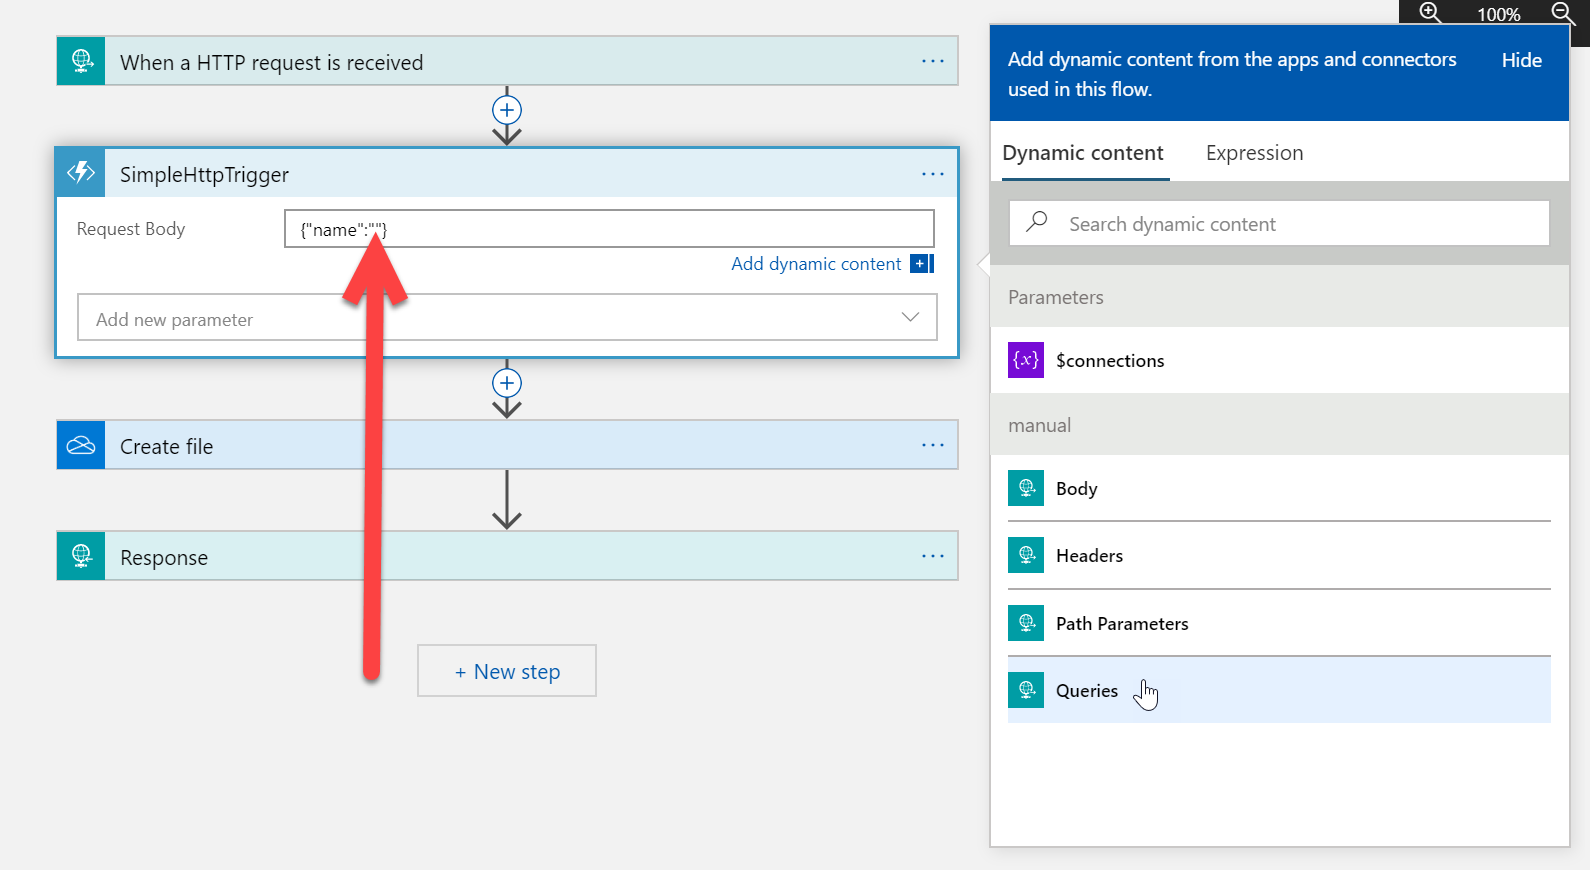 100%
When a HTTP request is received
SimpleHttpTrigger
Request Body
{"name":""}
Add dynamic content
Add new parameter
Create file
Response
+ New step
Add dynamic content from the apps and connectors
used in this flow.
Hide
Dynamic content
Expression
Search dynamic content
Parameters
{x}
$connections
manual
Body
Headers
Path Parameters
Queries